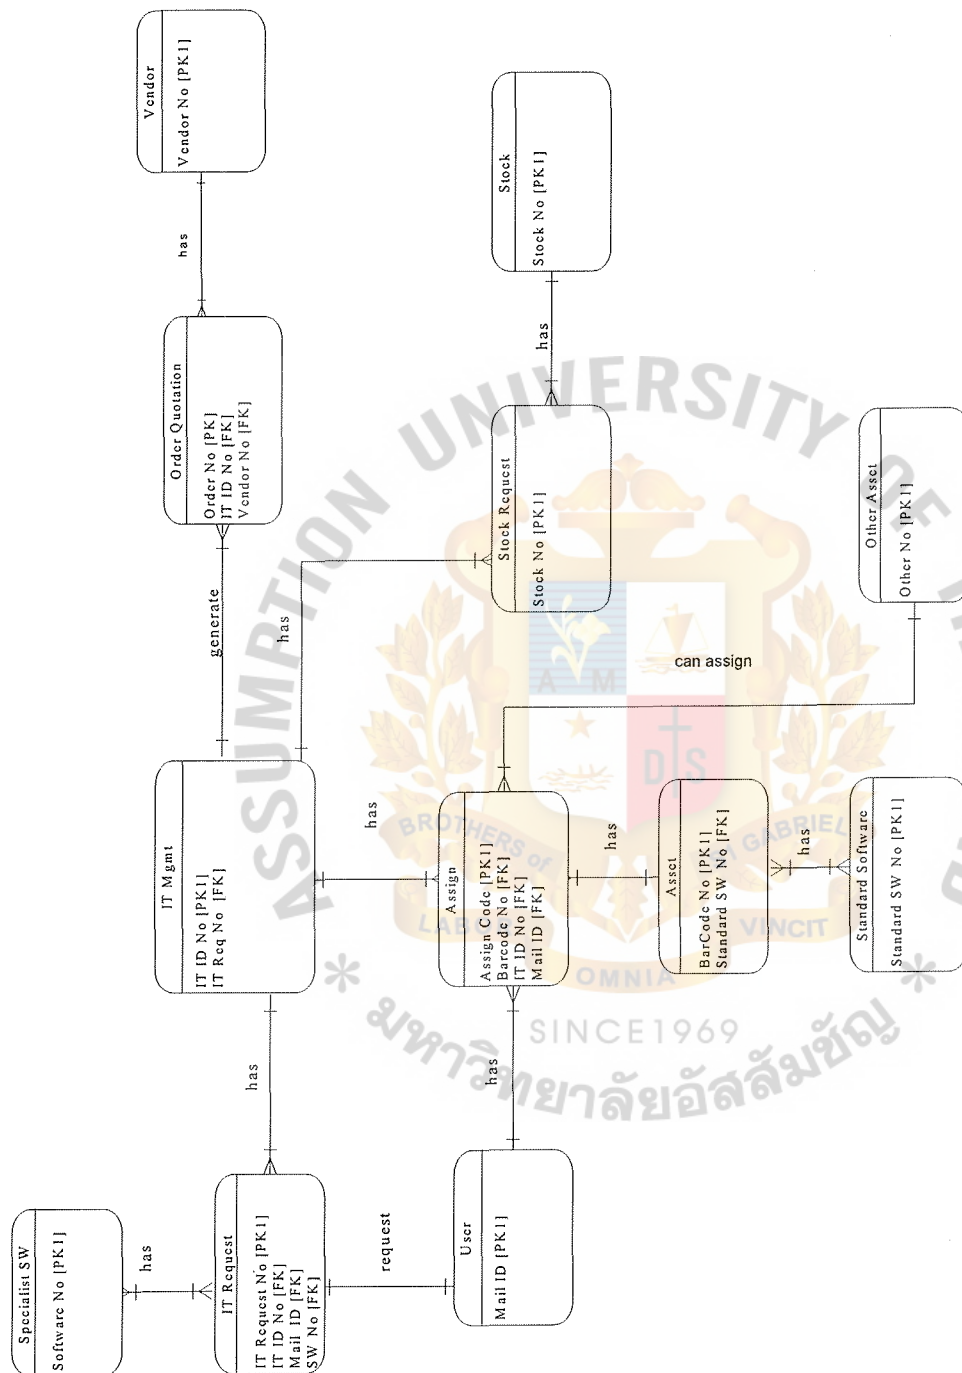 Vendor
Vendor No [PK1]
has
Order Quotation
Order No [PK]
IT ID No [FK]
Vendor No [FK]
generate
has
Stock
Stock No [PK1]
has
Stock Request
Stock No [PK1]
Other Asset
Other No [PK1]
can assign
IT Mgmt
IT ID No [PK1]
IT Req No [FK]
has
Assign
Assign Code [PK1]
Barcode No [FK]
IT ID No [FK]
Mail ID [FK]
has
Asset
BarCode No [PK1]
Standard SW No [FK]
has
Standard Software
Standard SW No [PK1]
has
has
Specialist SW
Software No [PK1]
has
IT Request
IT Request No [PK1]
IT ID No [FK]
Mail ID [FK]
SW No [FK]
request
User
Mail ID [PK1]
ASSUMPTION UNIVERSITY OF
A M
D S
BROTHERS of
GABRIEL
LABOR
OMNIA
VINCIT
SINCE 1969
* มหาวิทยาลัยอัสสัมชัญ *